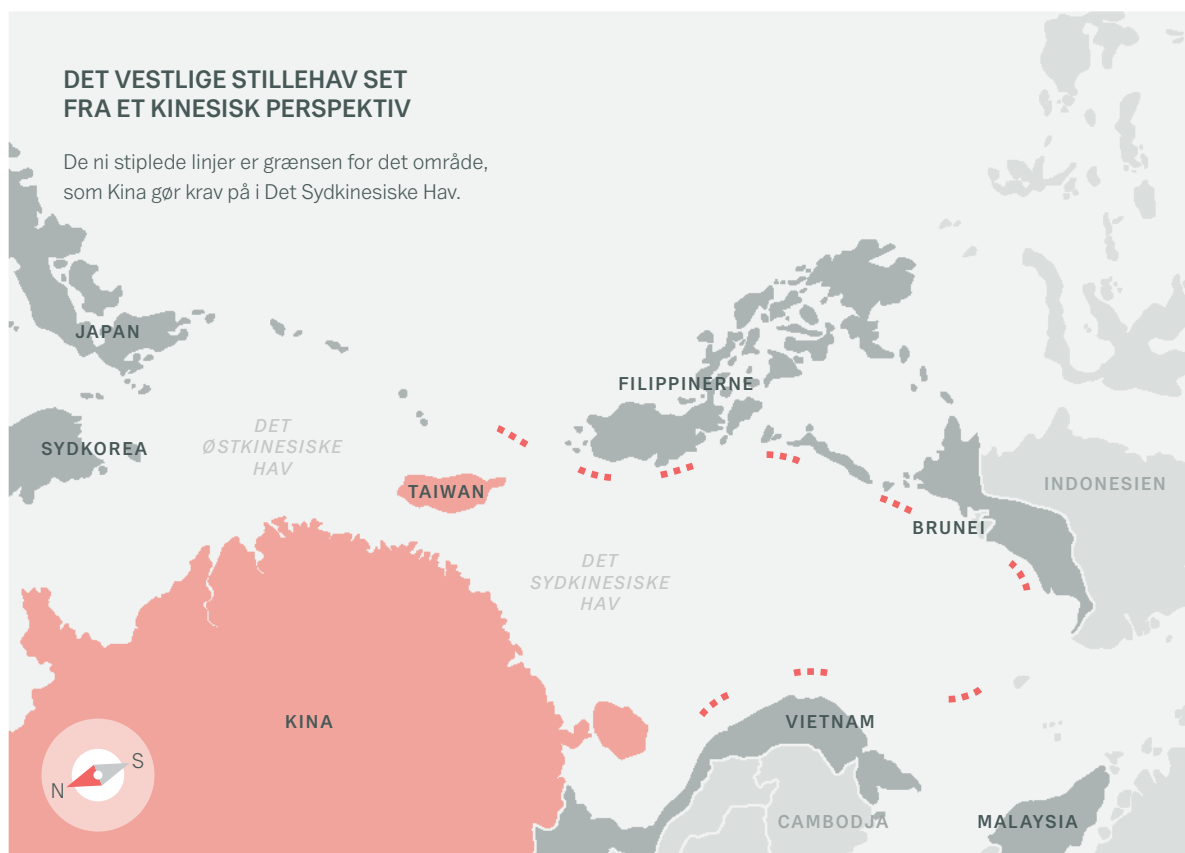 DET VESTLIGE STILLEHAV SET
FRA ET KINESISK PERSPEKTIV
De ni stiplede linjer er grænsen for det område,
som Kina gør krav på i Det Sydkinesiske Hav.
JAPAN
FILIPPINERNE
SYDKOREA
DET
ØSTKINESISKE
HAV
TAIWAN
INDONESIEN
BRUNEI
DET
SYDKINESISKE
HAV
KINA
VIETNAM
S
N
CAMBODJA
MALAYSIA